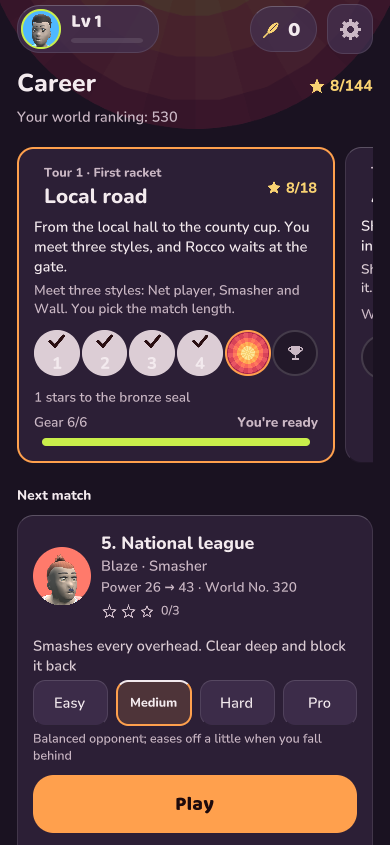 Lv 1
0
Career
8/144
Your world ranking: 530
Tour 1 · First racket
Local road
8/18
From the local hall to the county cup. You
meet three styles, and Rocco waits at the
gate.
Meet three styles: Net player, Smasher and
Wall. You pick the match length.
1 2 3 4
1 stars to the bronze seal
Gear 6/6
You're ready
Next match
5. National league
Blaze · Smasher
Power 26 → 43 · World No. 320
0/3
Smashes every overhead. Clear deep and block
it back
Easy
Medium
Hard
Pro
Balanced opponent; eases off a little when you fall
behind
Play